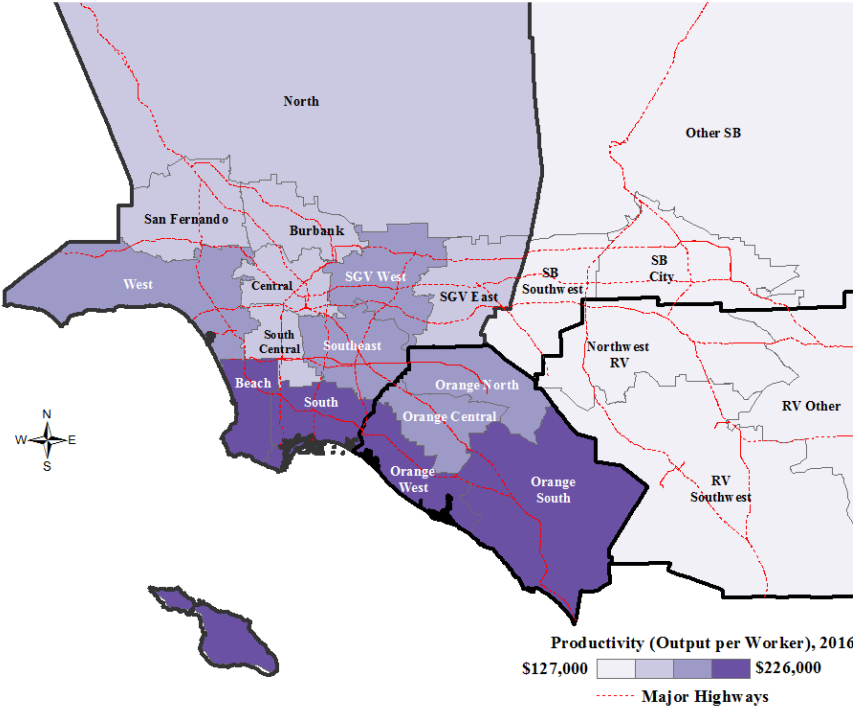 North
Other SB
San Fernando
Burbank
West
Central
SGV West
SGV East
SB
Southwest
SB
City
South
Central
Southeast
Northwest
RV
Beach
South
Orange North
Orange Central
RV Other
Orange
West
Orange
South
RV
Southwest
N
W
E
S
Productivity (Output per Worker), 2016
$127,000
$226,000
Major Highways